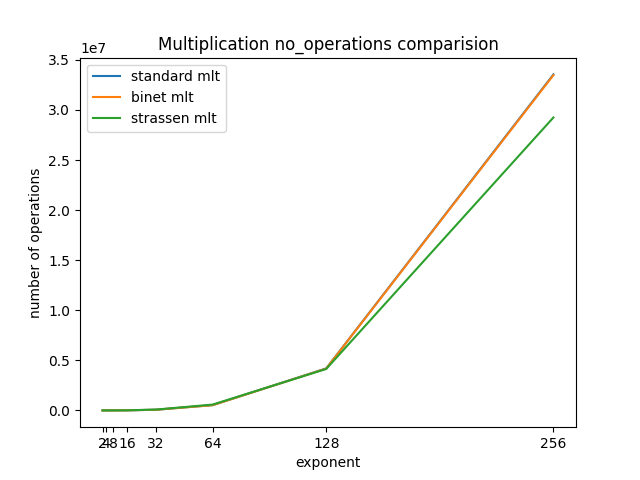 Multiplication no_operations comparision
1e7
standard mlt
binet mlt
strassen mlt
3.5
3.0
2.5
2.0
1.5
1.0
0.5
0.0
number of operations
2 4 8 16 32 64 128 256
exponent